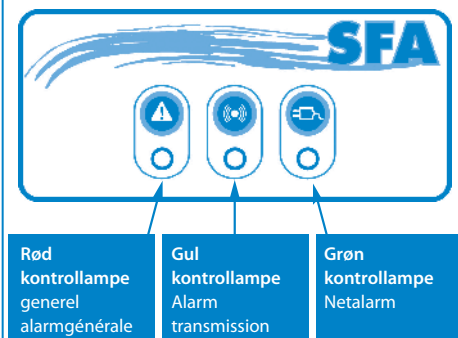 SFA
Rød
kontrollampe
generel
alarmgénérale
Gul
kontrollampe
Alarm
transmission
Grøn
kontrollampe
Netalarm